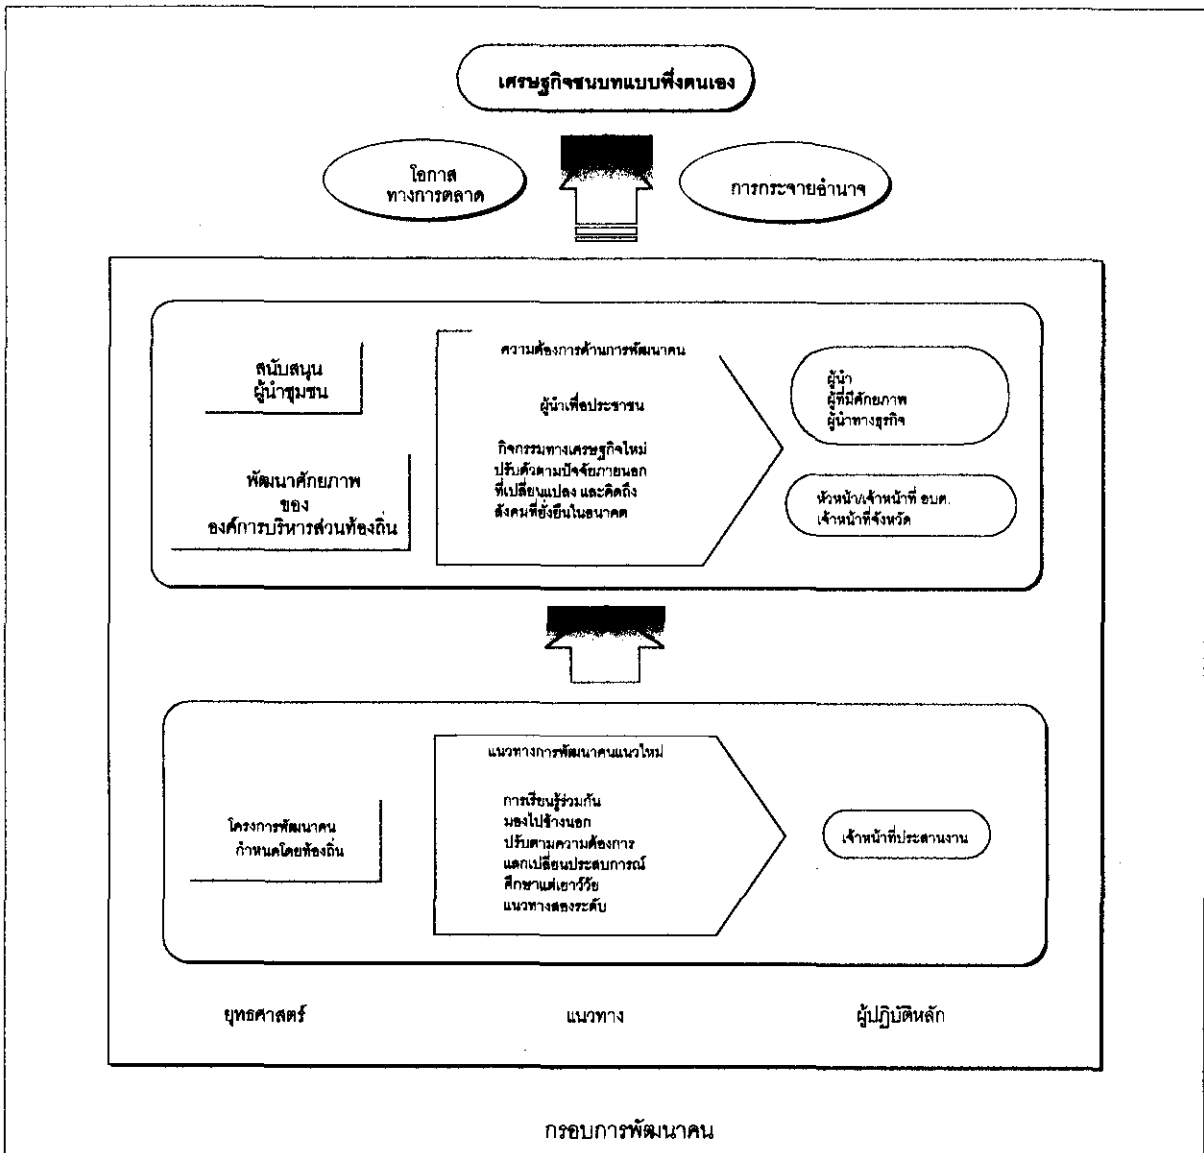 เศรษฐกิจชนบทแบบพึ่งตนเอง
โอกาส
ทางการตลาด
การกระจายอำนาจ
สนับสนุน
ผู้นำชุมชน
พัฒนาศักยภาพ
ของ
องค์การบริหารส่วนท้องถิ่น
ความต้องการด้านการพัฒนาคน
ผู้นำเพื่อประชาชน
กิจกรรมทางเศรษฐกิจใหม่
ปรับตัวตามปัจจัยภายนอก
ที่เปลี่ยนแปลง และคิดถึง
สังคมที่ยั่งยืนในอนาคต
ผู้นำ
ผู้ที่มีศักยภาพ
ผู้นำทางธุรกิจ
หัวหน้า/เจ้าหน้าที่ อบต.
เจ้าหน้าที่จังหวัด
โครงการพัฒนาคน
กำหนดโดยท้องถิ่น
แนวทางการพัฒนาคนแนวใหม่
การเรียนรู้ร่วมกัน
มองไปข้างนอก
ปรับตามความต้องการ
แลกเปลี่ยนประสบการณ์
ศึกษาแต่เยาว์วัย
แนวทางสองระดับ
เจ้าหน้าที่ประสานงาน
ยุทธศาสตร์
แนวทาง
ผู้ปฏิบัติหลัก
กรอบการพัฒนาคน